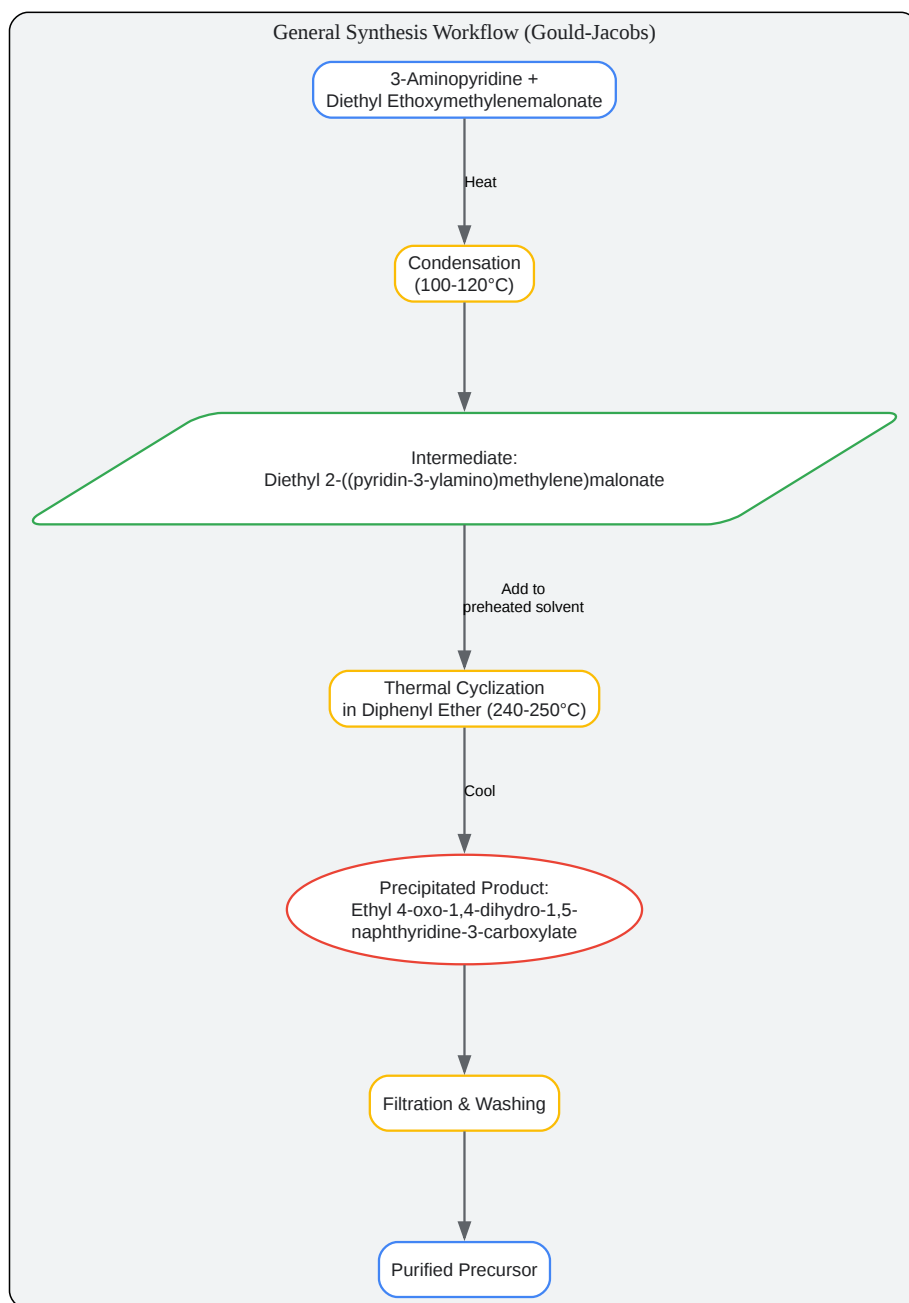 General Synthesis Workflow (Gould-Jacobs)
3-Aminopyridine +
Diethyl Ethoxymethylenemalonate
Heat
Condensation
(100-120°C)
Intermediate:
Diethyl 2-((pyridin-3-ylamino)methylene)malonate
Add to
preheated solvent
Thermal Cyclization
in Diphenyl Ether (240-250°C)
Cool
Precipitated Product:
Ethyl 4-oxo-1,4-dihydro-1,5-
naphthyridine-3-carboxylate
Filtration & Washing
Purified Precursor